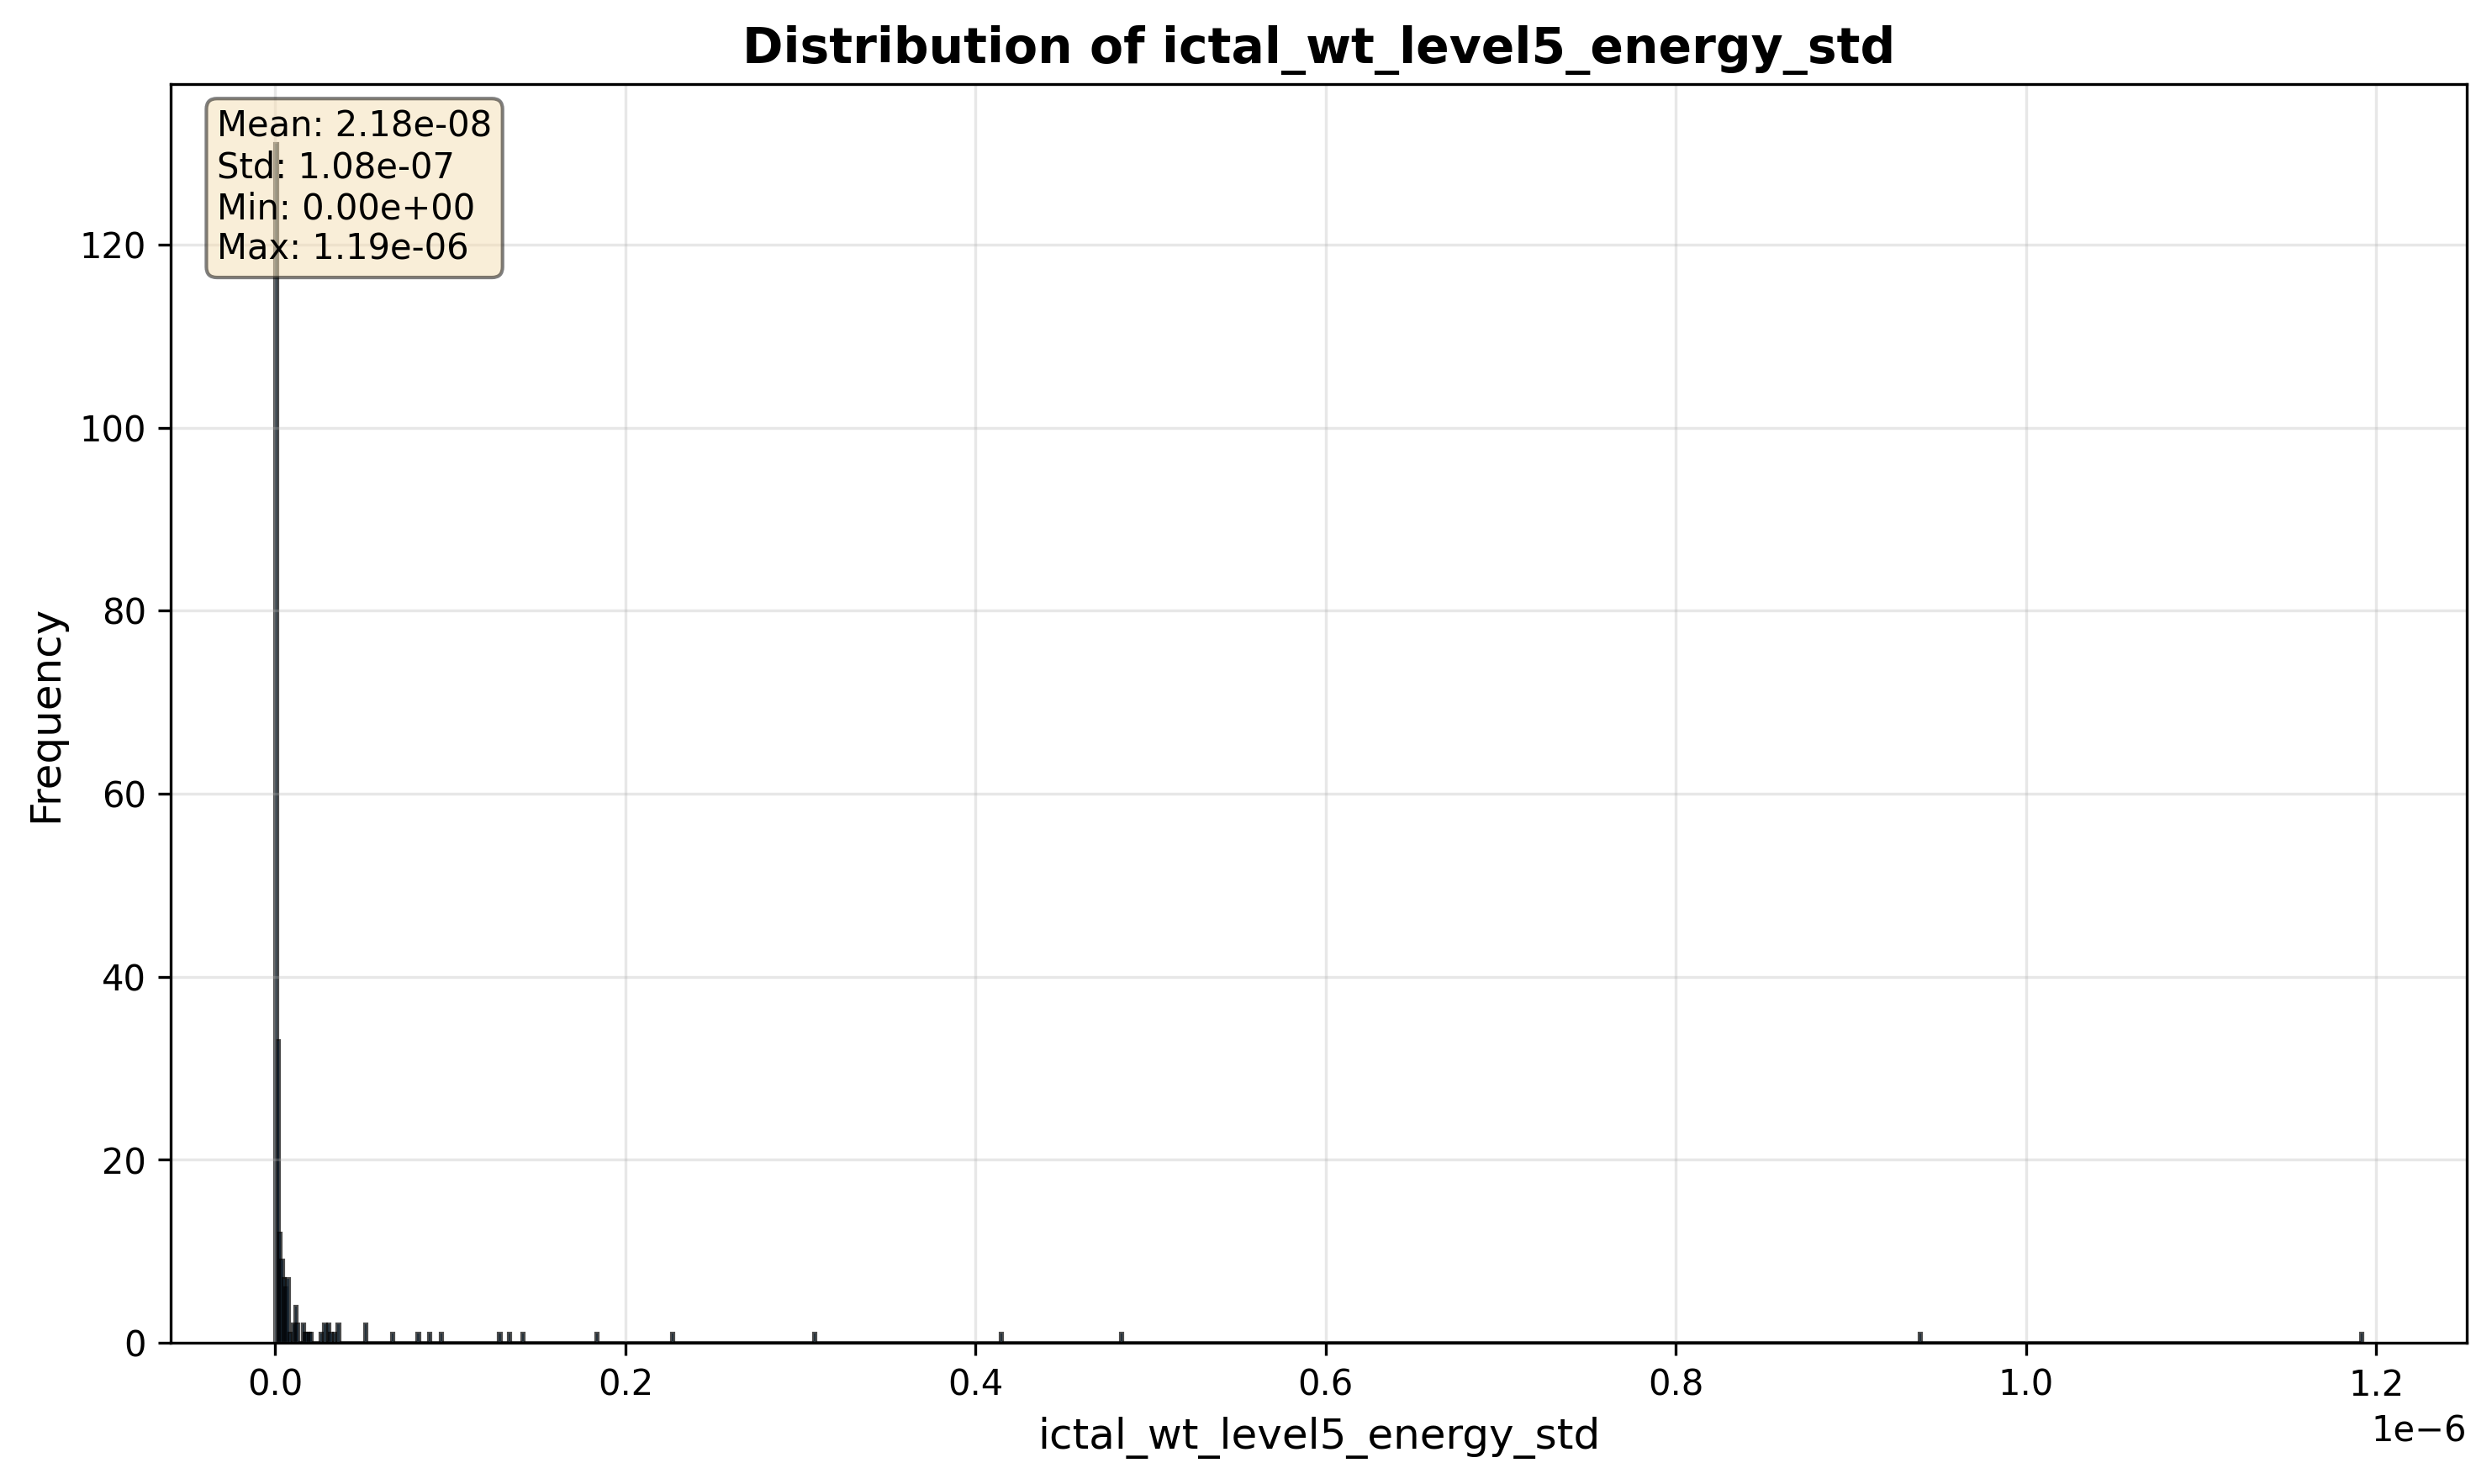 Distribution of ictal_wt_level5_energy_std
Mean: 2.18e-08
Std: 1.08e-07
Min: 0.00e+00
Max: 1.19e-06
120
100
80
60
40
20
0
Frequency
0.0 0.2 0.4 0.6 0.8 1.0 1.2
1e−6
ictal_wt_level5_energy_std